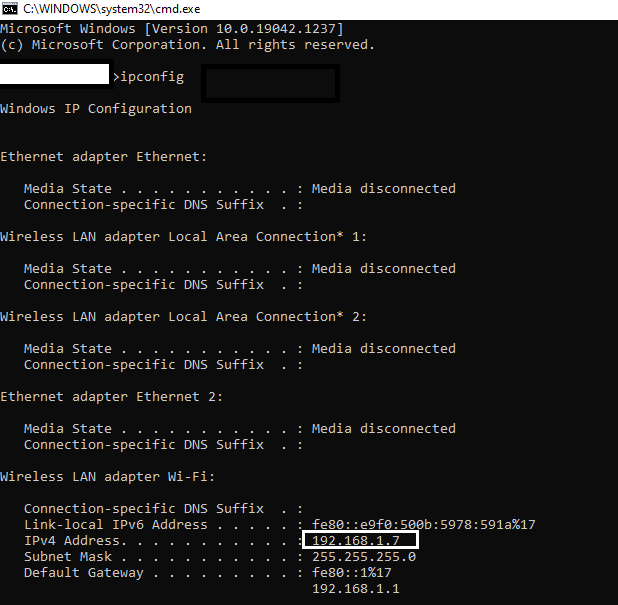 C:\WINDOWS\system32\cmd.exe
Microsoft Windows [Version 10.0.19042.1237]
(c) Microsoft Corporation. All rights reserved.
>ipconfig
Windows IP Configuration
Ethernet adapter Ethernet:
Media State . . . . . . . . . . . : Media disconnected
Connection-specific DNS Suffix  . :
Wireless LAN adapter Local Area Connection* 1:
Media State . . . . . . . . . . . : Media disconnected
Connection-specific DNS Suffix  . :
Wireless LAN adapter Local Area Connection* 2:
Media State . . . . . . . . . . . : Media disconnected
Connection-specific DNS Suffix  . :
Ethernet adapter Ethernet 2:
Media State . . . . . . . . . . . : Media disconnected
Connection-specific DNS Suffix  . :
Wireless LAN adapter Wi-Fi:
Connection-specific DNS Suffix  . :
Link-local IPv6 Address . . . . . : fe80::e9f0:500b:5978:591a%17
IPv4 Address. . . . . . . . . . . : 192.168.1.7
Subnet Mask . . . . . . . . . . . : 255.255.255.0
Default Gateway . . . . . . . . . : fe80::1%17
192.168.1.1